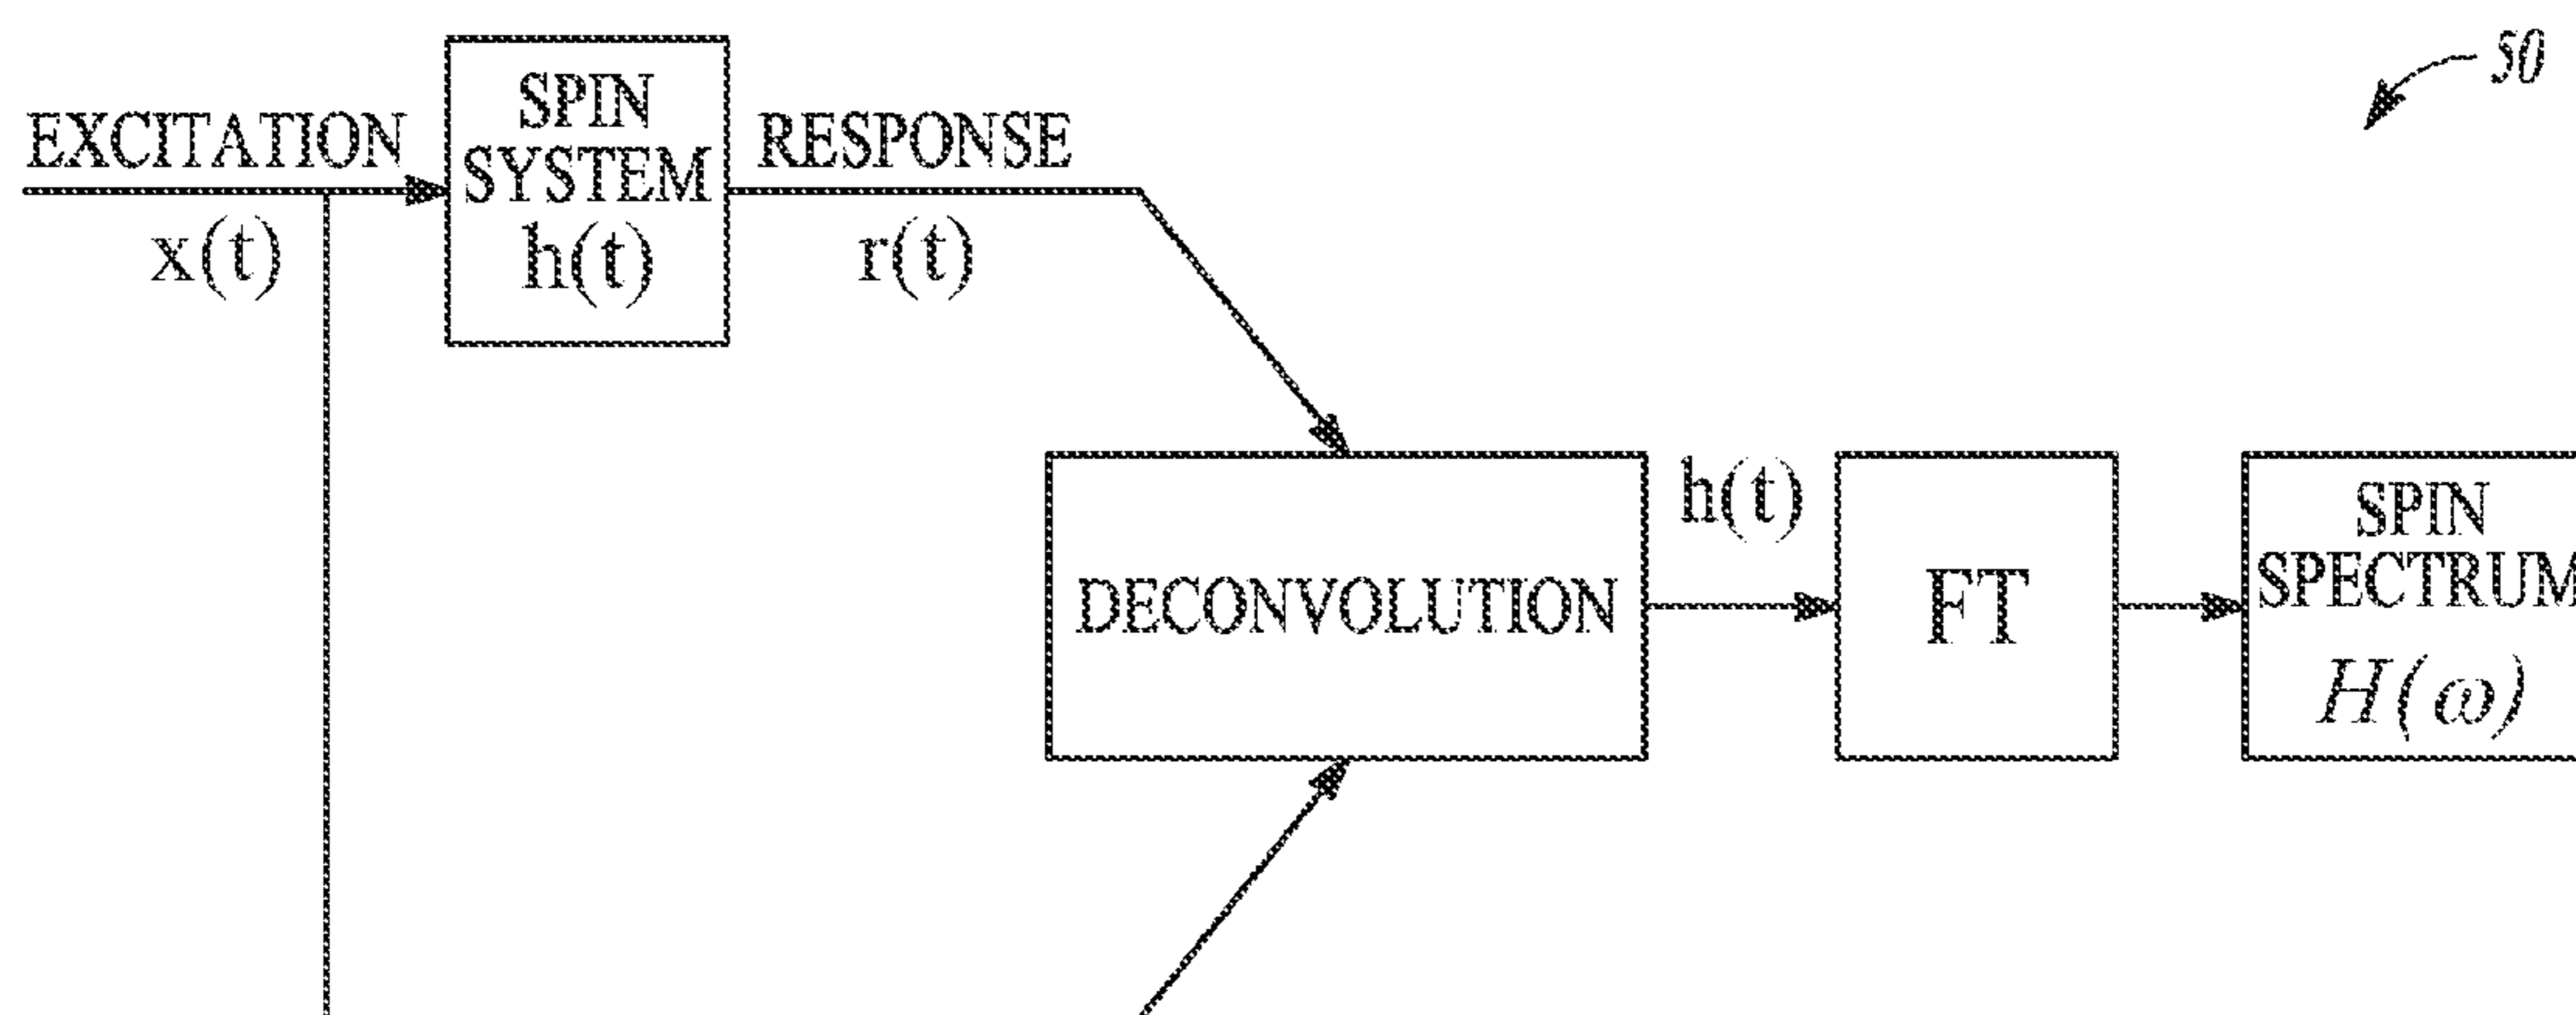 50
EXCITATION
x(t)
SPIN
SYSTEM
h(t)
RESPONSE
r(t)
DECONVOLUTION
h(t)
FT
SPIN
SPECTRUM
H(ω)